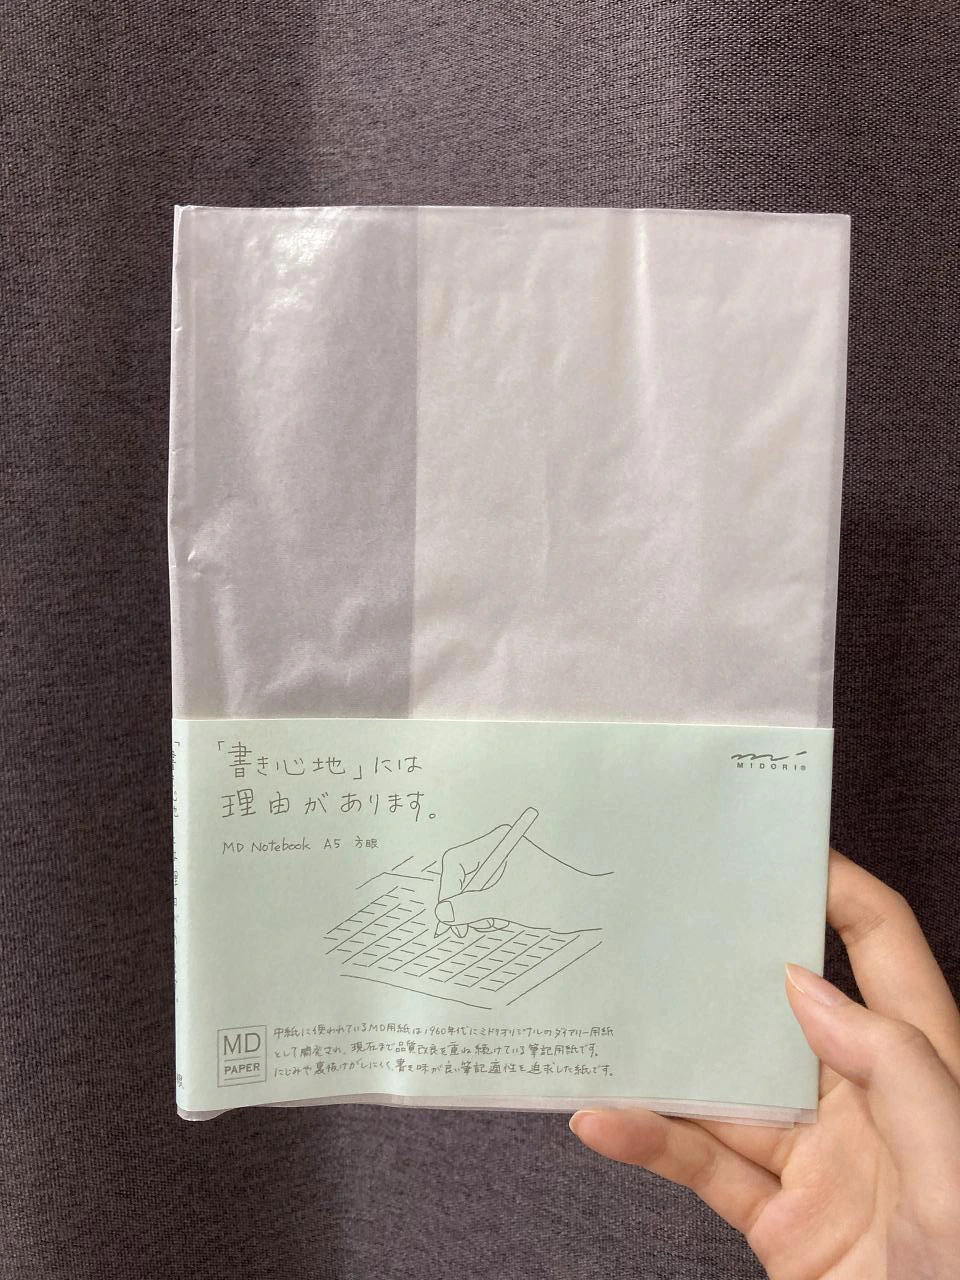 「書き心地」には
理由があります。
MIDORI®
MD Notebook A5 方眼
MD
PAPER
中紙に使われているMD用紙は1960年代にミドリオリジナルのダイアリー用紙
として開発され、現在まで品質改良を重ね続けている筆記用紙です。
にじみや裏抜けがしにくく、書き味が良い筆記適性を追求した紙です。